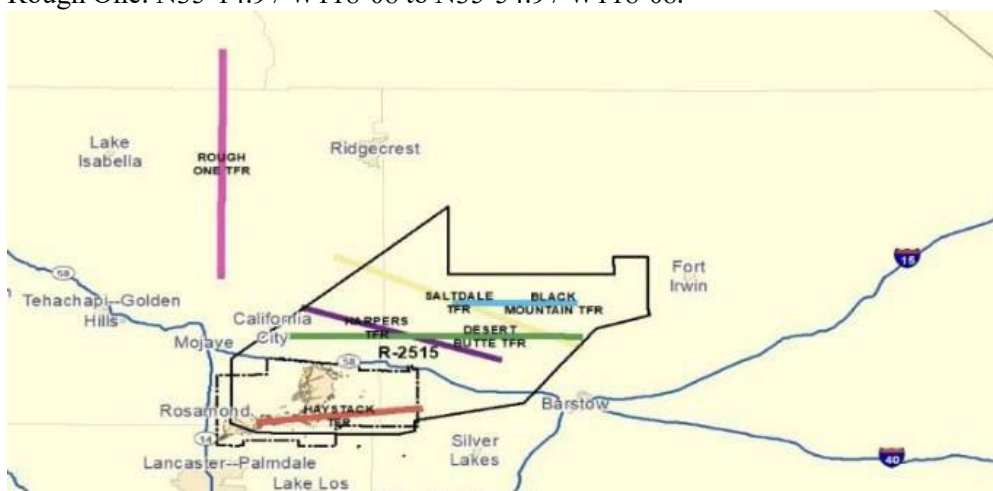 Rough One: N35-14.97 W118-08 to N35-54.97 W118-08.
Lake
Isabella
ROUGH
ONE TFR
Ridgecrest
58
Tehachapi--Golden
Hills
Mojave
California
City
HARPERS
TFR
SALTDALE
TFR
BLACK
MOUNTAIN TFR
DESERT
BUTTE TFR
R-2515
58
Fort
Irwin
15
Rosamond
HAYSTACK
TFR
14
Barstow
Silver
Lakes
40
Lancaster--Palmdale
Lake Los